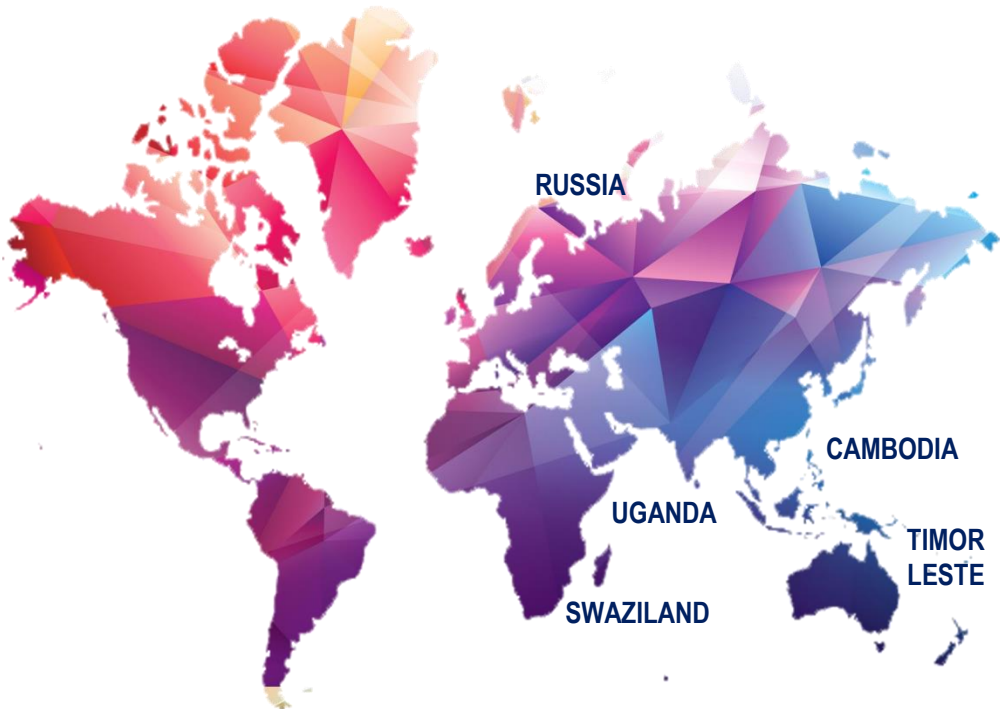 RUSSIA
CAMBODIA
UGANDA
TIMOR
LESTE
SWAZILAND